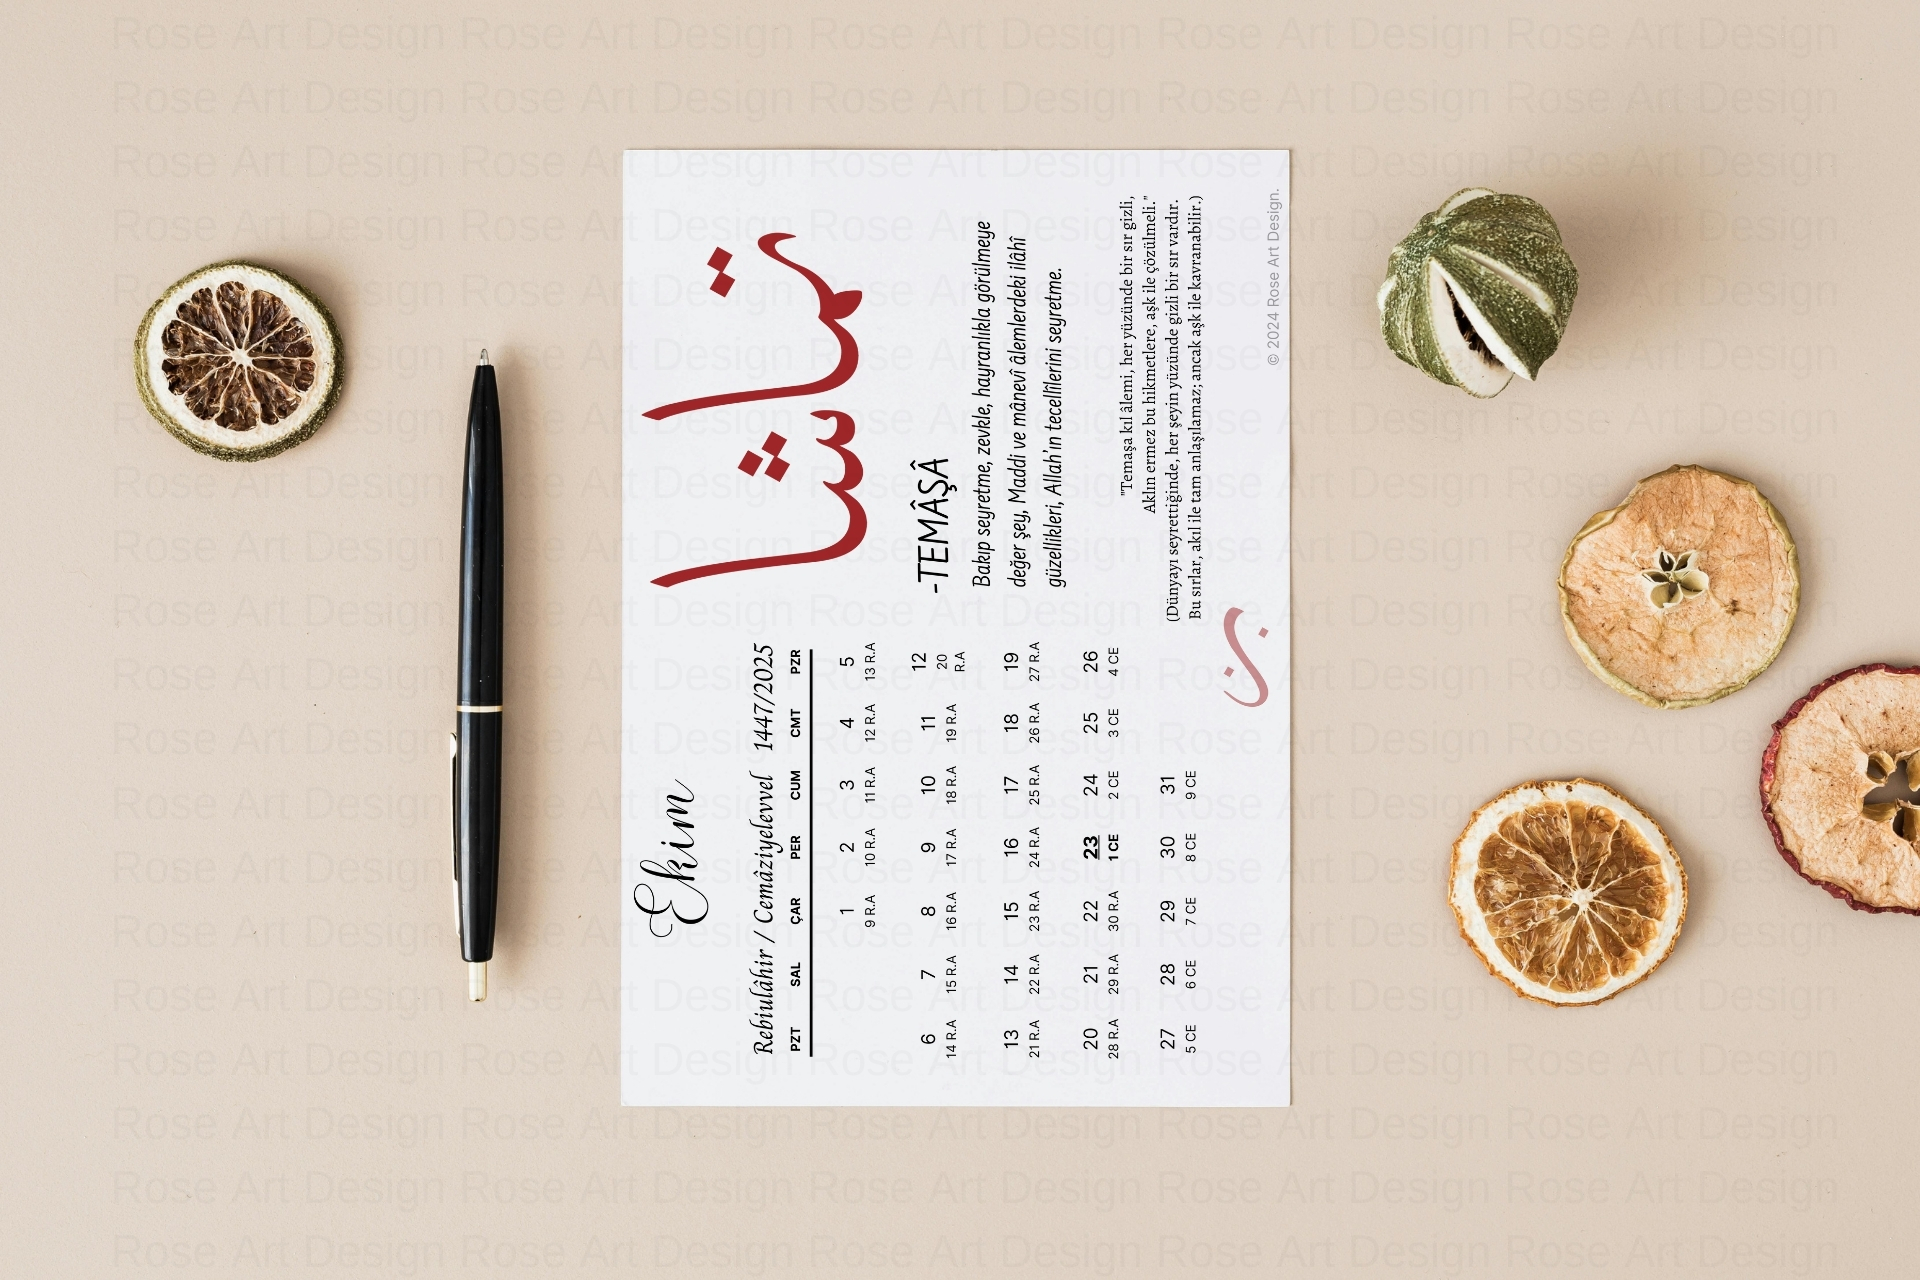 Ekim
Rebiulâhir / Cemâziyelevvel 1447/2025
PZT SAL ÇAR PER CUM CMT PZR
1 2 3 4 5
9 R.A 10 R.A 11 R.A 12 R.A 13 R.A
6 7 8 9 10 11 12
14 R.A 15 R.A 16 R.A 17 R.A 18 R.A 19 R.A 20 R.A
13 14 15 16 17 18 19
21 R.A 22 R.A 23 R.A 24 R.A 25 R.A 26 R.A 27 R.A
20 21 22 23 24 25 26
28 R.A 29 R.A 30 R.A 1 CE 2 CE 3 CE 4 CE
27 28 29 30 31
5 CE 6 CE 7 CE 8 CE 9 CE
تماشا
-TEMÂŞÂ
Bakıp seyretme, zevkle, hayranlıkla görülmeye
değer şey, Maddi ve mânevî âlemlerdeki ilâhî
güzellikleri, Allah'ın tecellîlerini seyretme.
"Temaşa kıl âlemi, her yüzünde bir sır gizli,
Aklın ermez bu hikmetlere, aşk ile çözülmeli."
(Dünyayı seyrettiğinde, her şeyin yüzünde gizli bir sır vardır.
Bu sırlar, akıl ile tam anlaşılamaz; ancak aşk ile kavranabilir.)
© 2024 Rose Art Design.
Rose Art Design Rose Art Design Rose Art Design Rose Art Design Rose Art Design